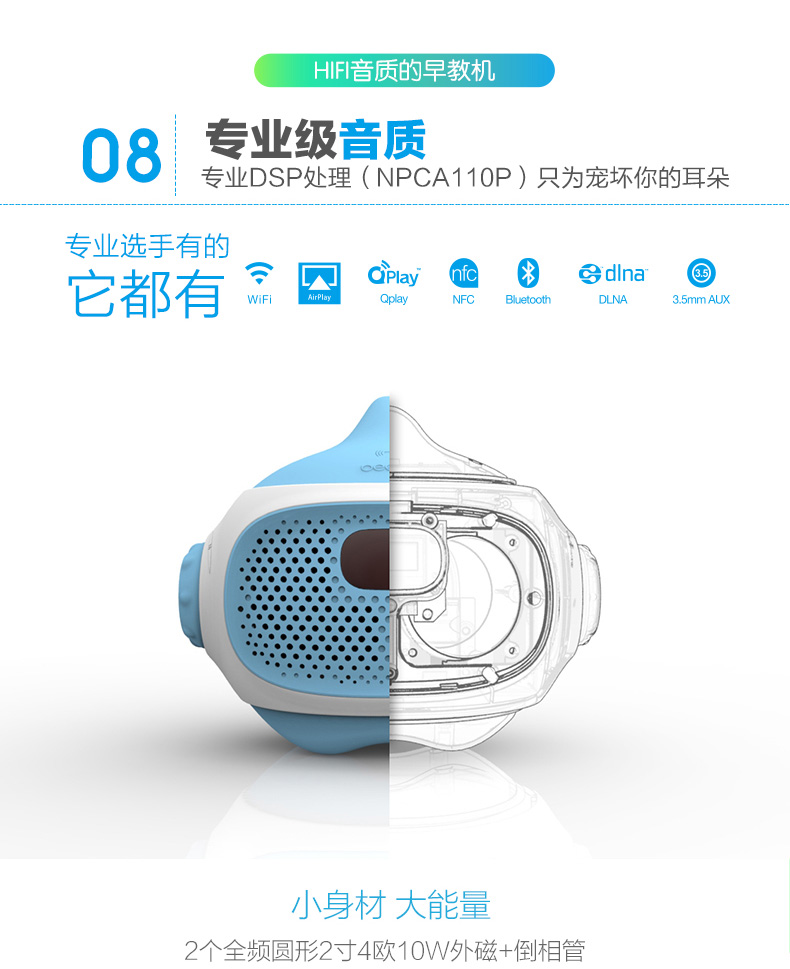 HIFI音质的早教机
08
专业级音质
专业DSP处理（NPCA110P）只为宠坏你的耳朵
专业选手有的
它都有
WiFi
AirPlay
QPlay
Qplay
nfc
NFC
Bluetooth
dlna
DLNA
3.5
3.5mm AUX
小身材 大能量
2个全频圆形2寸4欧10W外磁+倒相管